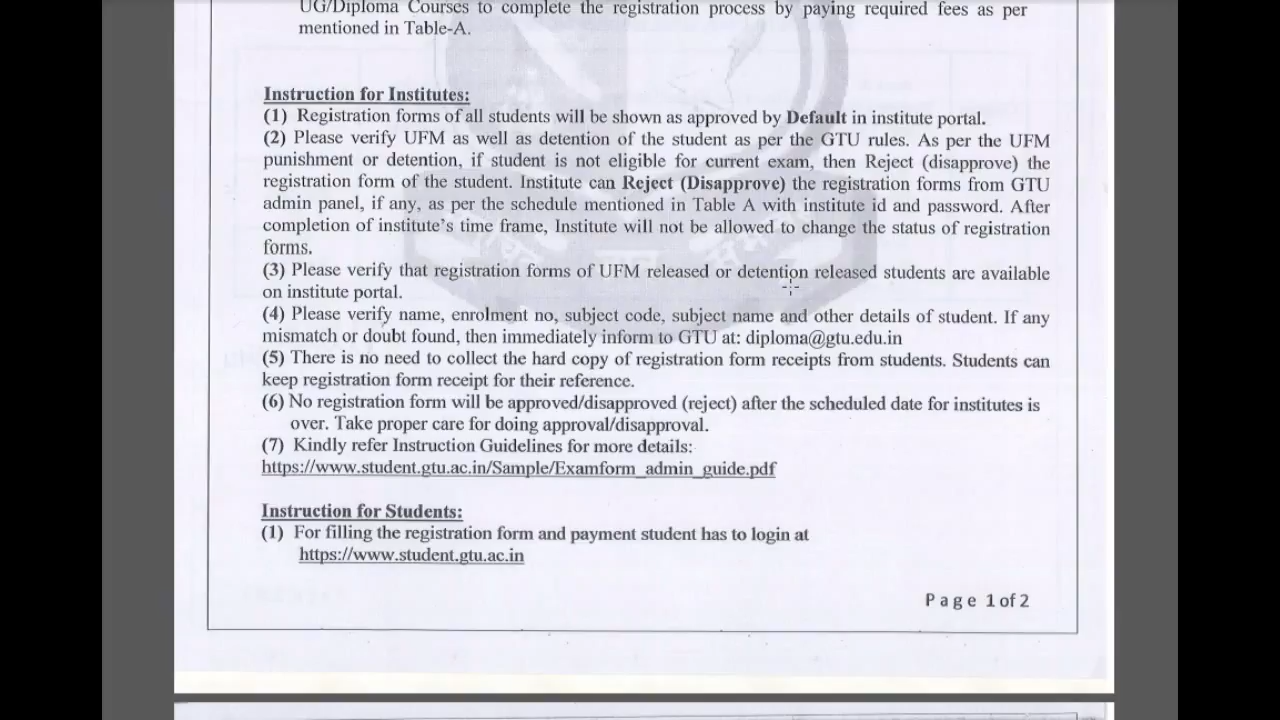 UG/Diploma Courses to complete the registration process by paying required fees as per
mentioned in Table-A.
Instruction for Institutes:
(1) Registration forms of all students will be shown as approved by Default in institute portal.
(2) Please verify UFM as well as detention of the student as per the GTU rules. As per the UFM
punishment or detention, if student is not eligible for current exam, then Reject (disapprove) the
registration form of the student. Institute can Reject (Disapprove) the registration forms from GTU
admin panel, if any, as per the schedule mentioned in Table A with institute id and password. After
completion of institute's time frame, Institute will not be allowed to change the status of registration
forms.
(3) Please verify that registration forms of UFM released or detention released students are available
on institute portal.
(4) Please verify name, enrolment no, subject code, subject name and other details of student. If any
mismatch or doubt found, then immediately inform to GTU at: diploma@gtu.edu.in
(5) There is no need to collect the hard copy of registration form receipts from students. Students can
keep registration form receipt for their reference.
(6) No registration form will be approved/disapproved (reject) after the scheduled date for institutes is
over. Take proper care for doing approval/disapproval.
(7) Kindly refer Instruction Guidelines for more details:
https://www.student.gtu.ac.in/Sample/Examform_admin_guide.pdf
Instruction for Students:
(1) For filling the registration form and payment student has to login at
https://www.student.gtu.ac.in
Page 1 of 2